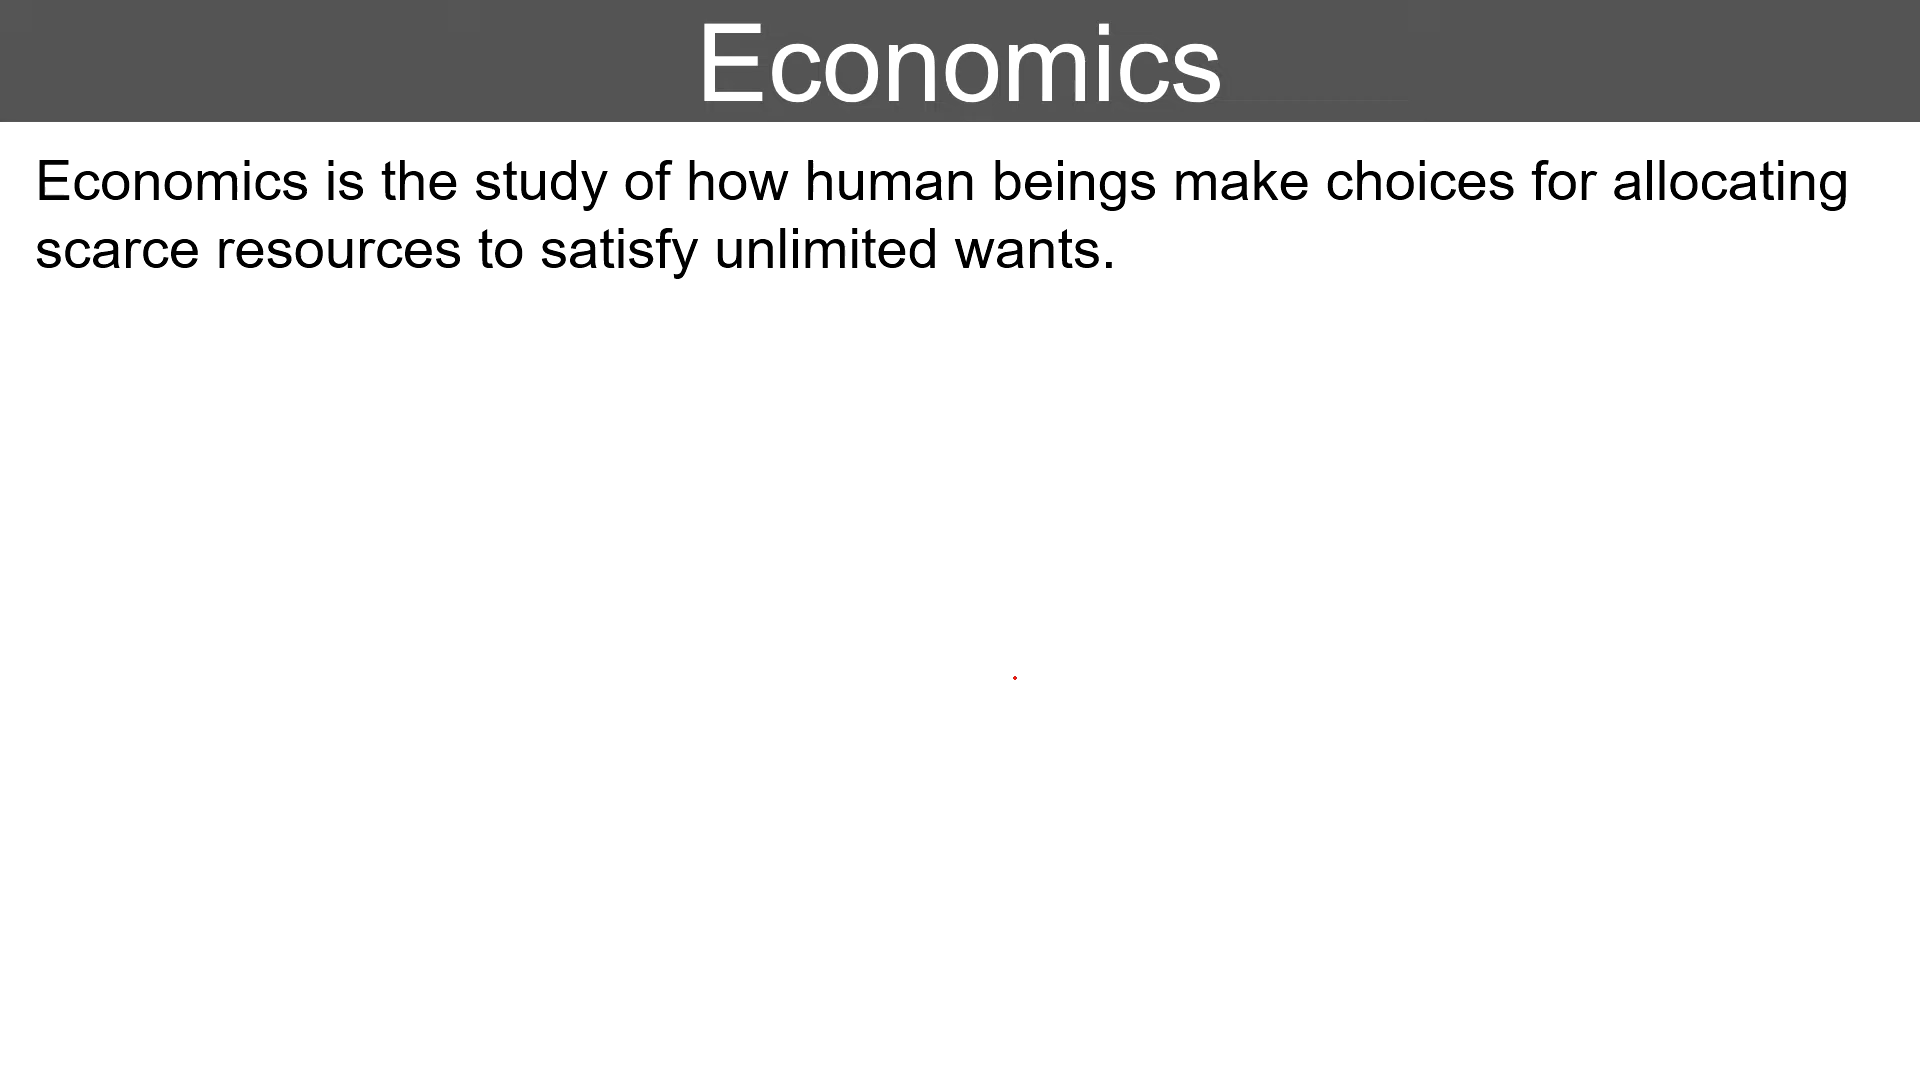 Economics
Economics is the study of how human beings make choices for allocating
scarce resources to satisfy unlimited wants.